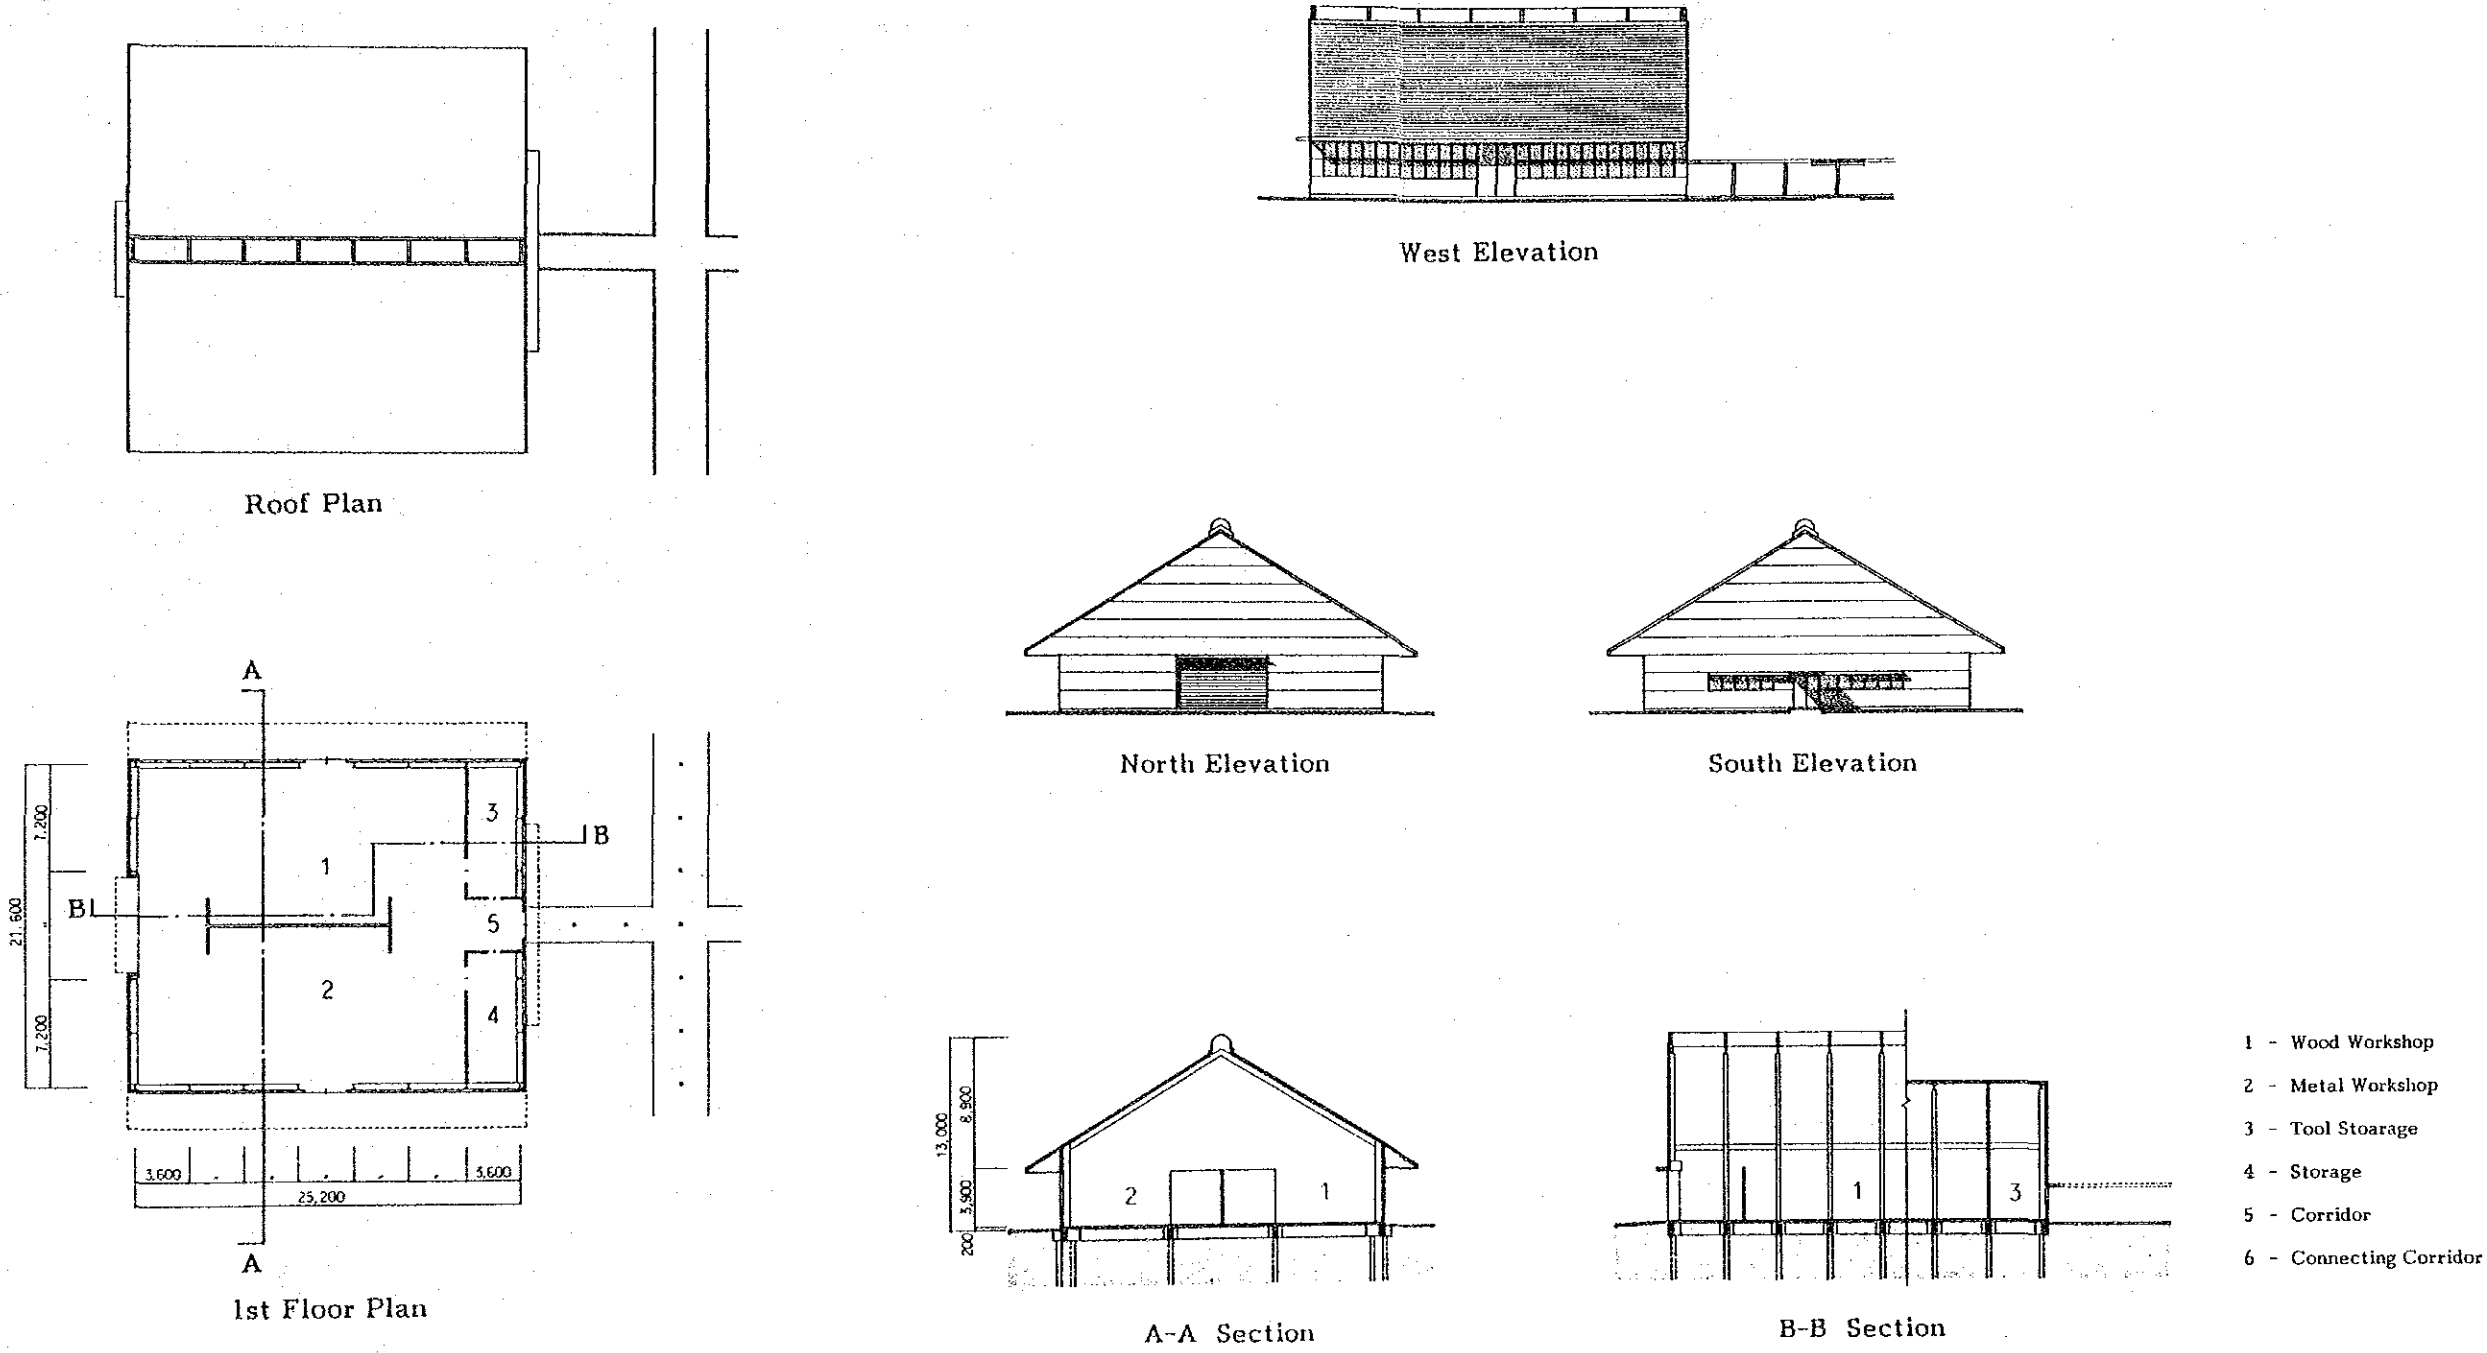 Roof Plan
West Elevation
North Elevation
South Elevation
A
7,200
21,600
7,200
1
2
3
4
5
B
B
3,600
3,600
25,200
A
1st Floor Plan
13,000
8,900
3,900
200
2
1
A-A Section
1
3
B-B Section
1 - Wood Workshop
2 - Metal Workshop
3 - Tool Stoarage
4 - Storage
5 - Corridor
6 - Connecting Corridor